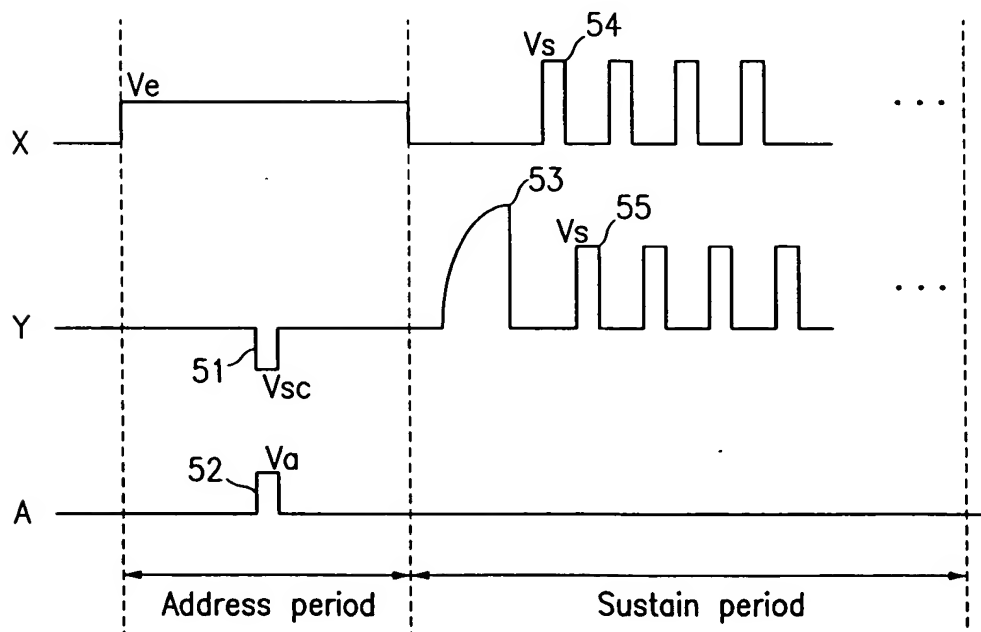 Vs 54
Ve
X
53
Vs 55
Y
51
Vsc
52 Va
A
Address period Sustain period